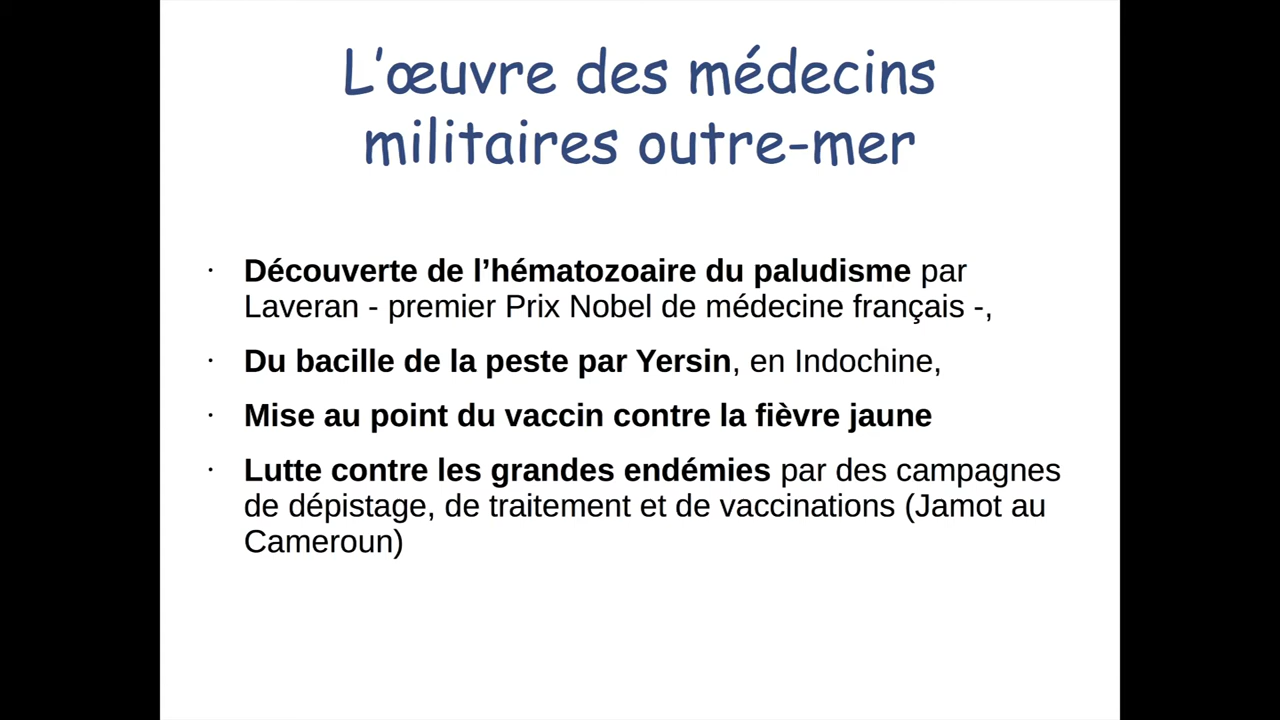 L’œuvre des médecins
militaires outre-mer
· Découverte de l’hématozoaire du paludisme par
Laveran - premier Prix Nobel de médecine français -,
· Du bacille de la peste par Yersin, en Indochine,
· Mise au point du vaccin contre la fièvre jaune
· Lutte contre les grandes endémies par des campagnes
de dépistage, de traitement et de vaccinations (Jamot au
Cameroun)